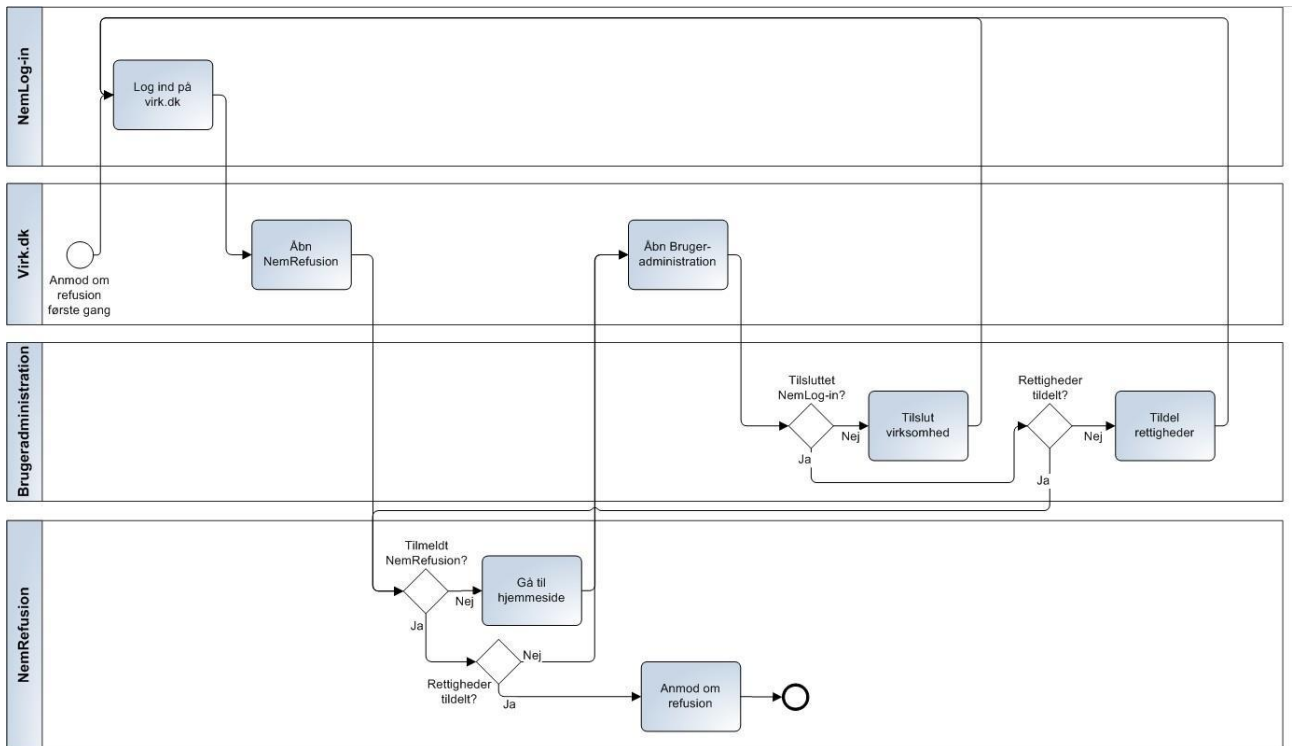 NemLog-in
Log ind på
virk.dk
Virk.dk
Anmod om
refusion
første gang
Åbn
NemRefusion
Åbn Bruger-
administration
Brugeradministration
Tilsluttet
NemLog-in?
Nej
Ja
Tilslut
virksomhed
Rettigheder
tildelt?
Nej
Ja
Tildel
rettigheder
NemRefusion
Tilmeldt
NemRefusion?
Nej
Ja
Gå til
hjemmeside
Nej
Rettigheder
tildelt?
Ja
Anmod om
refusion